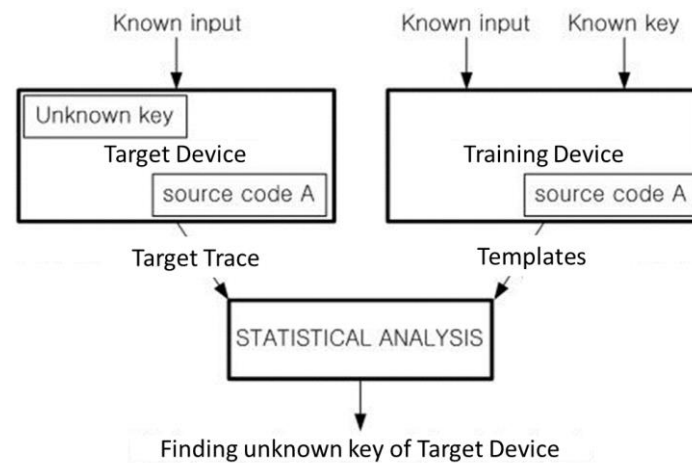 Known input
Known input Known key
Unknown key
Target Device
source code A
Training Device
source code A
Target Trace
Templates
STATISTICAL ANALYSIS
Finding unknown key of Target Device